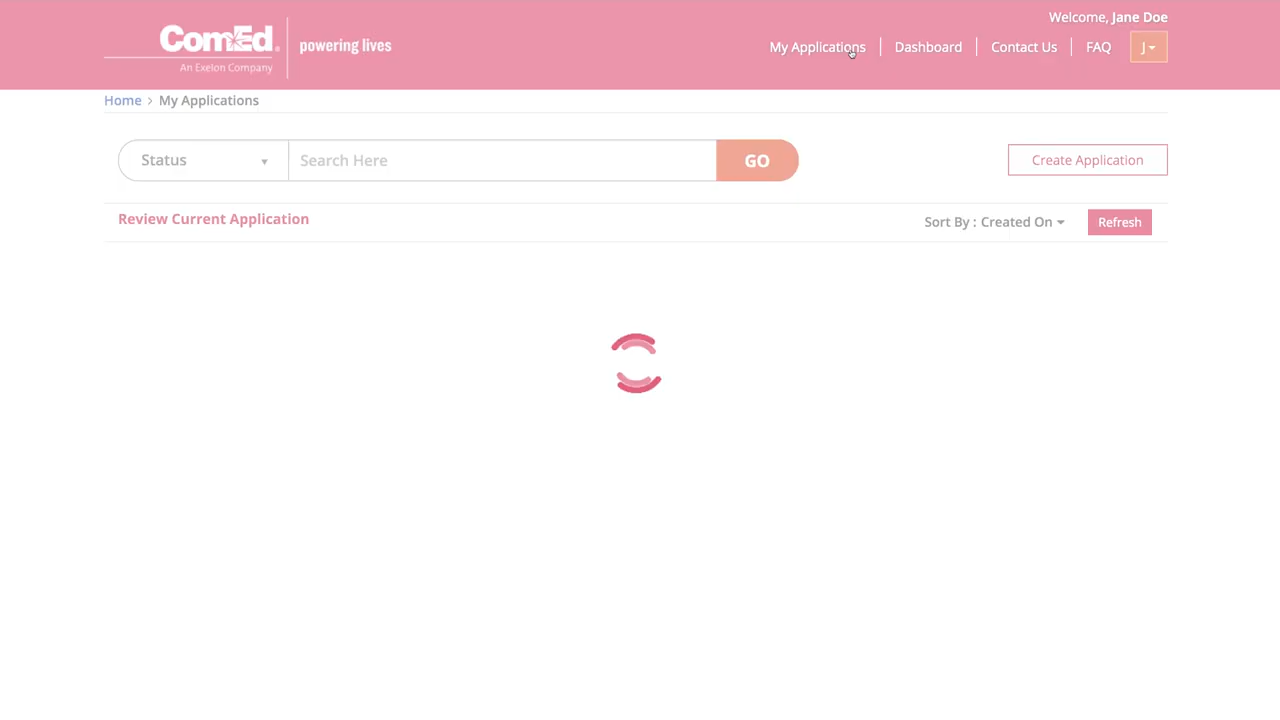 Welcome, Jane Doe
ComEd®
An Exelon Company
powering lives
My Applications
Dashboard
Contact Us
FAQ
J
Home > My Applications
Status
Search Here
GO
Create Application
Review Current Application
Sort By : Created On
Refresh